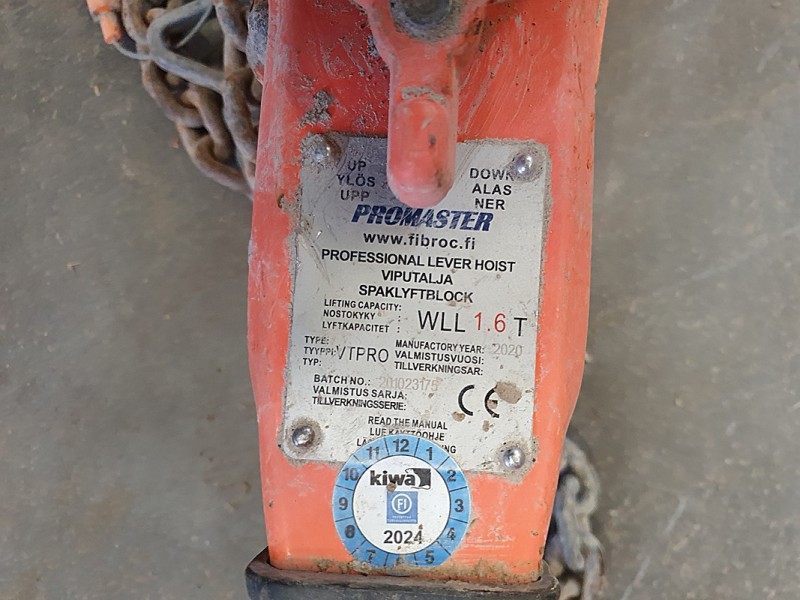 UP
YLÖS
UPP
DOWN
ALAS
NER
PROMASTER
www.fibroc.fi
PROFESSIONAL LEVER HOIST
VIPUTALJA
SPAKLYFTBLOCK
LIFTING CAPACITY:
NOSTOKYKY :
LYFTKAPACITET :
WLL 1.6 T
TYPE:
TYYPPI: VTPRO
TYP:
MANUFACTORY YEAR: 2020
VALMISTUSVUOSI:
TILLVERKNINGSAR:
BATCH NO.: 201023175
VALMISTUS SARJA:
TILLVERKNINGSSERIE:
CE
READ THE MANUAL
LUE KÄYTTÖOHJE
11 12 1
10 2
9 3
8 4
7 6 5
kiwa
FI
2024